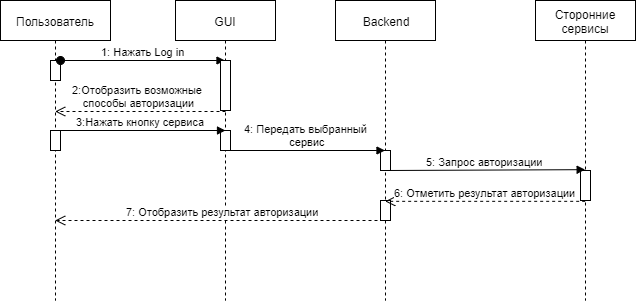 Пользователь
GUI
Backend
Сторонние
сервисы
1: Нажать Log in
2:Отобразить возможные
способы авторизации
3:Нажать кнопку сервиса
4: Передать выбранный
сервис
5: Запрос авторизации
6: Отметить результат авторизации
7: Отобразить результат авторизации